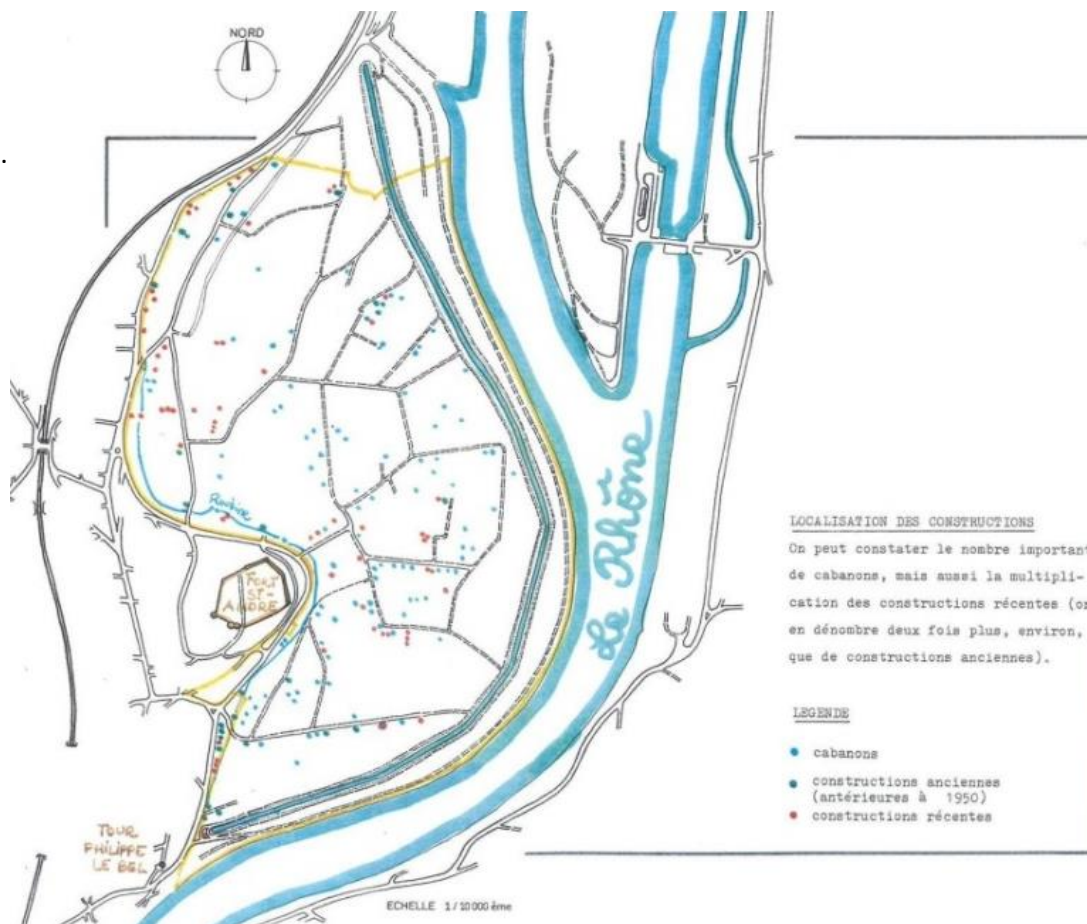 NORD
Roubine
FORT
ST-
ANDRE
Le Rhône
LOCALISATION DES CONSTRUCTIONS
On peut constater le nombre important
de cabanons, mais aussi la multipli-
cation des constructions récentes (on
en dénombre deux fois plus, environ,
que de constructions anciennes).
LEGENDE
cabanons
constructions anciennes
(antérieures à 1950)
constructions récentes
TOUR
PHILIPPE
LE BEL
ECHELLE 1/10 000 ème